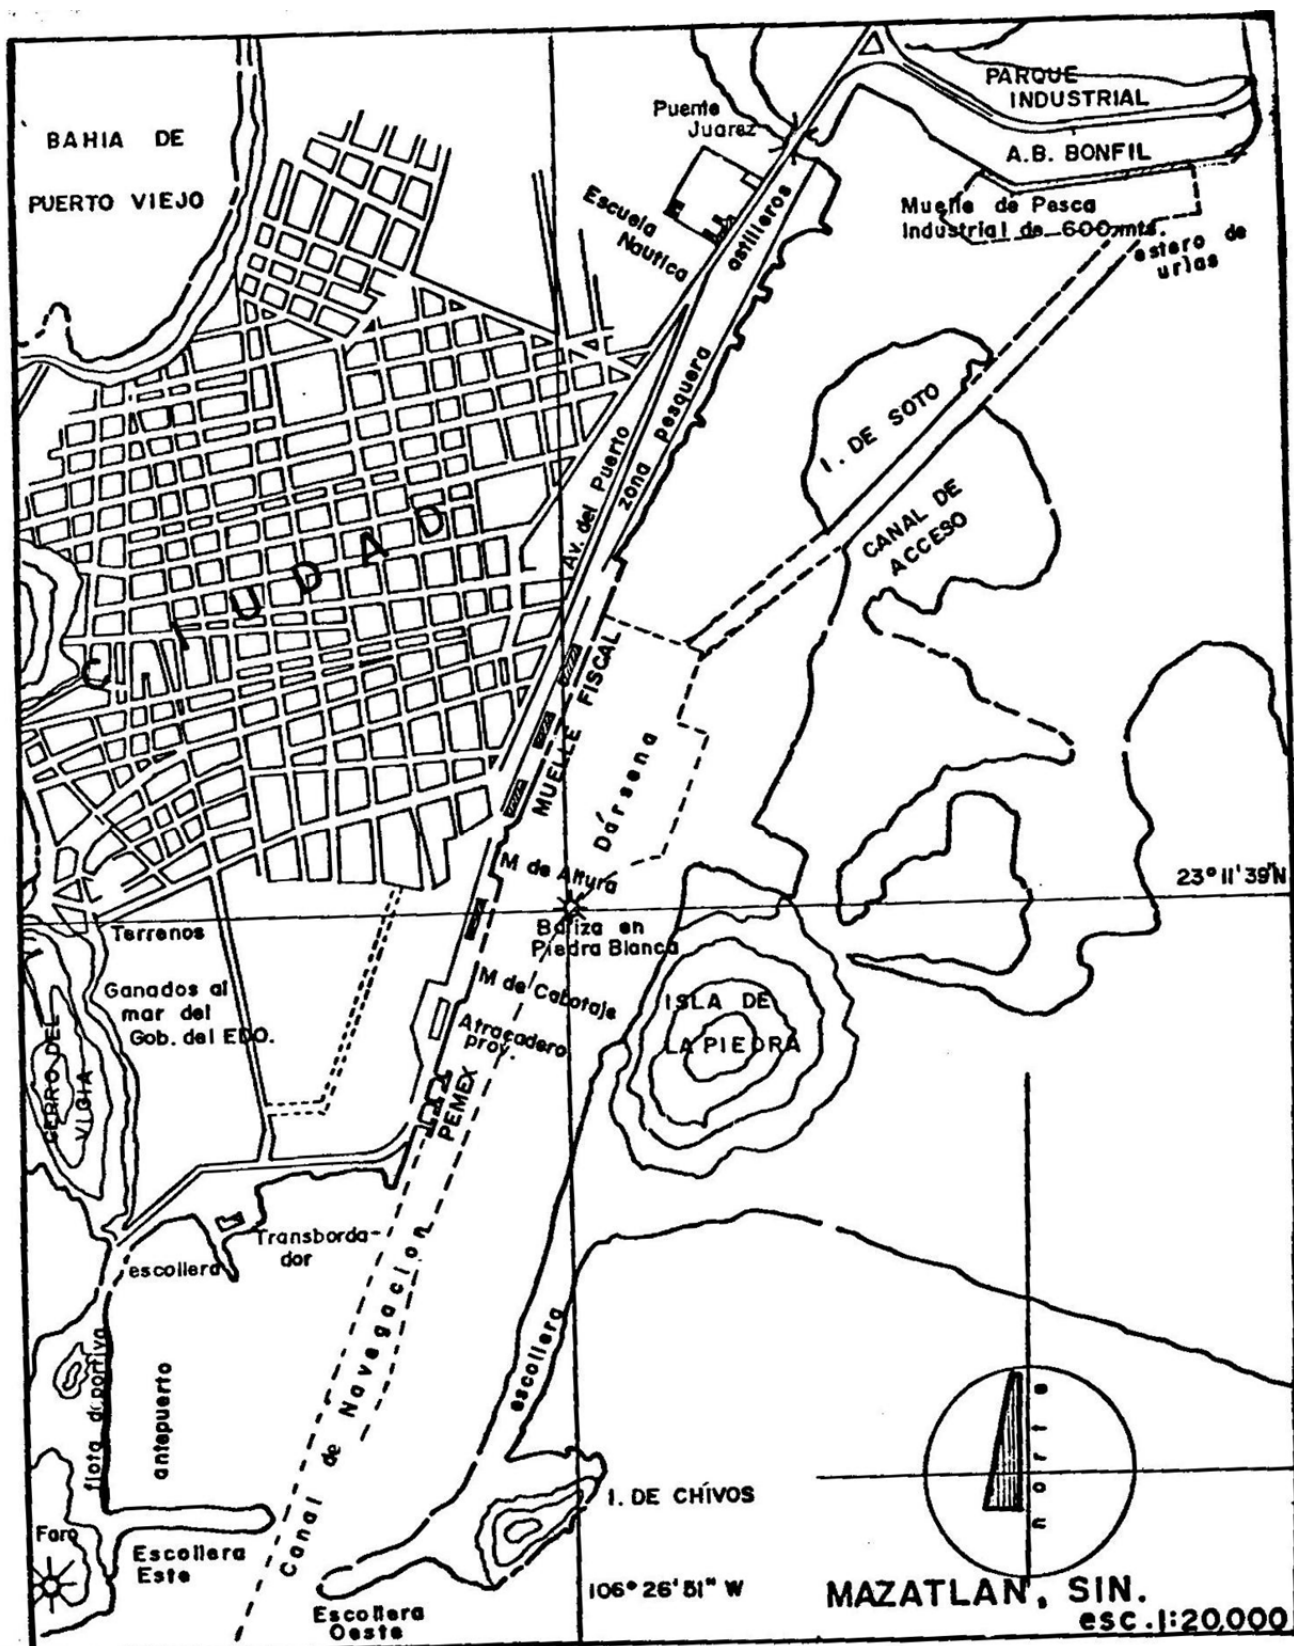 BAHIA DE
PUERTO VIEJO
PARQUE
INDUSTRIAL
A.B. BONFIL
Puente
Juarez
Escuela
Nautica
astilleros
Muelle de Pesca
Industrial de 600 mts.
estero de
urias
zona pesquera
Av. del Puerto
I. DE SOTO
CANAL DE
ACCESO
CIUDAD
MUELLE FISCAL
Dársena
M de Altura
23° 11' 39" N
Baliza en
Piedra Blanca
Terrenos
Ganados al
mar del
Gob. del EDO.
M de Cabotaje
Atracadero
prov.
PEMEX
ISLA DE
LA PIEDRA
CERRO DEL
VIGIA
Transborda-
dor
escollera
Canal de Navegacion
escollera
flota deportiva
antepuerto
norte
I. DE CHÍVOS
Faro
Escollera
Este
Escollera
Oeste
106° 26' 51" W
MAZATLAN, SIN.
esc. 1:20,000